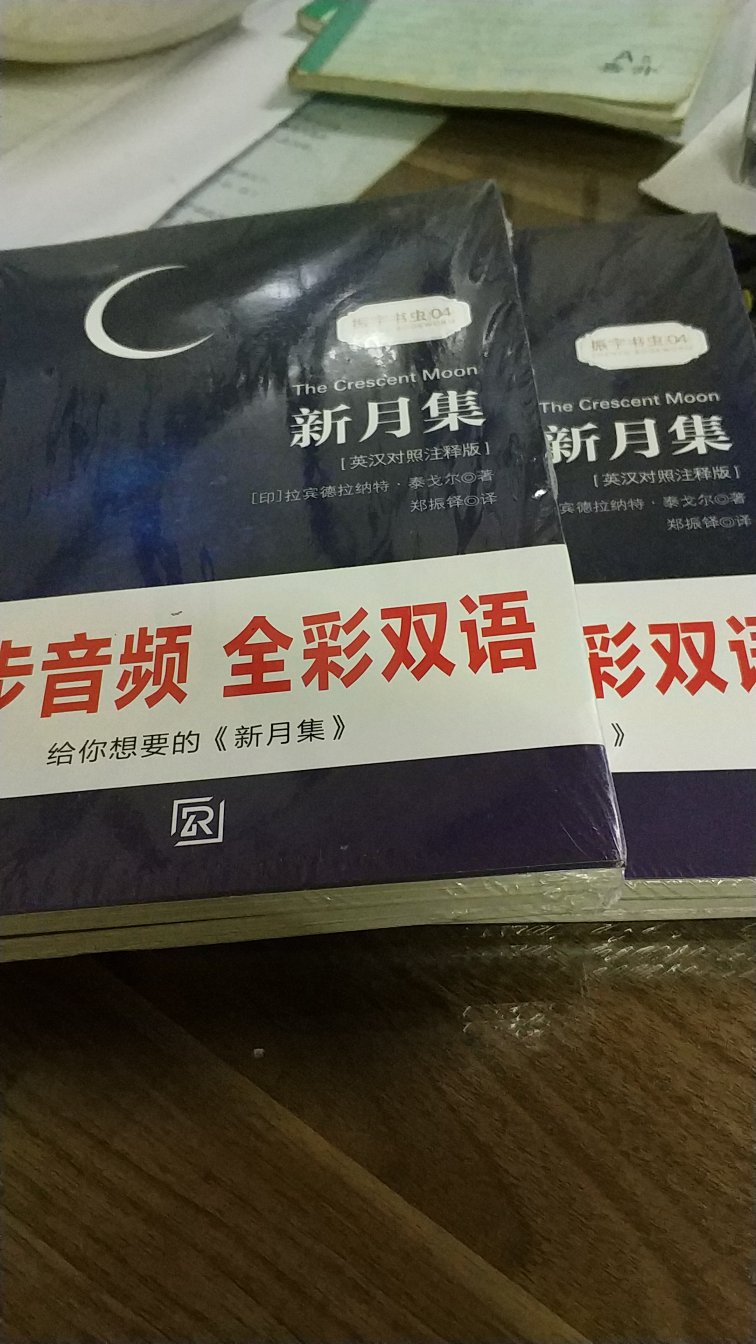 振宇书虫04
The Crescent Moon
新月集
[英汉对照注释版]
[印]拉宾德拉纳特·泰戈尔◎著
郑振铎◎译
步音频 全彩双语
给你想要的《新月集》
ZR
振宇书虫04
The Crescent Moon
新月集
[英汉对照注释版]
宾德拉纳特·泰戈尔◎著
郑振铎◎译
彩双语
》